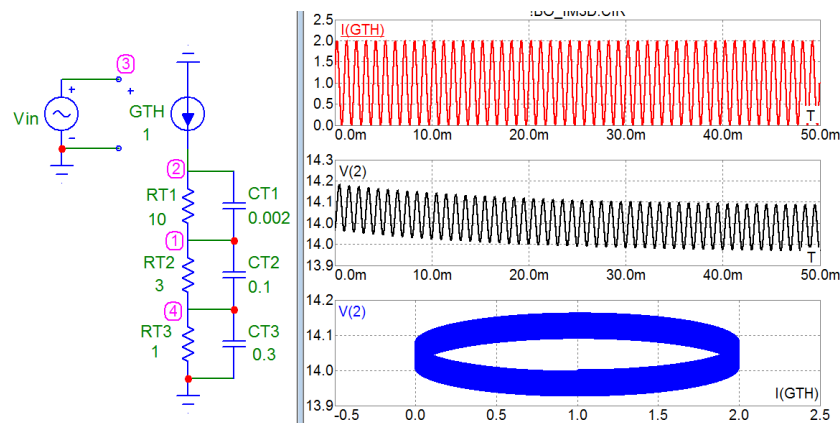 !BO_IM3D.CIR
3
+
+
Vin
-
-
GTH
1
2
RT1
10
CT1
0.002
1
RT2
3
CT2
0.1
4
RT3
1
CT3
0.3
I(GTH)
2.5
2.0
1.5
1.0
0.5
0.0
0.0m 10.0m 20.0m 30.0m 40.0m 50.0m
T
V(2)
14.3
14.2
14.1
14.0
13.9
0.0m 10.0m 20.0m 30.0m 40.0m 50.0m
T
V(2)
14.2
14.1
14.0
13.9
-0.5 0.0 0.5 1.0 1.5 2.0 2.5
I(GTH)